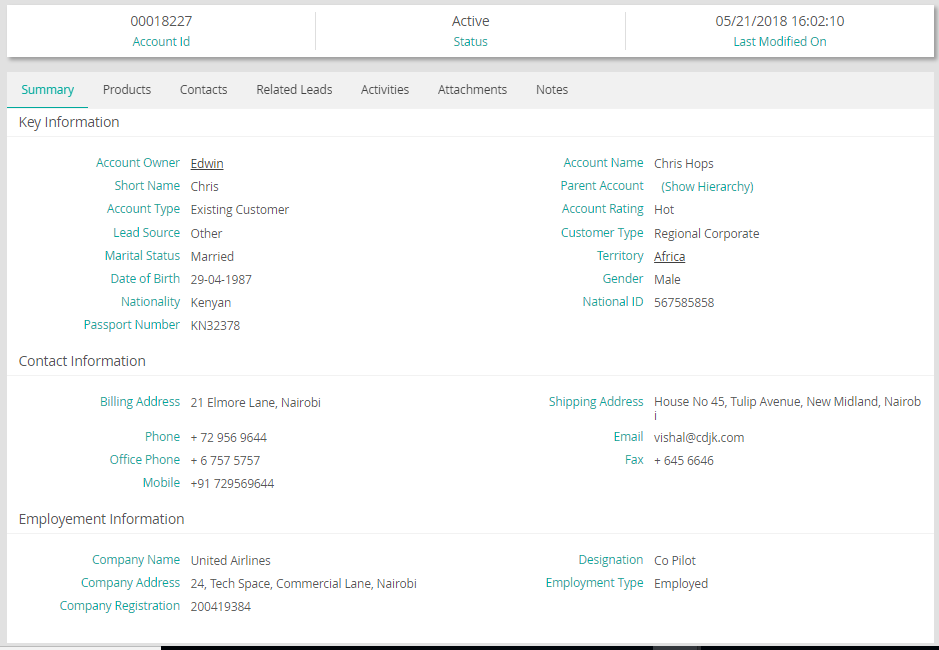 00018227 Active 05/21/2018 16:02:10
Account Id Status Last Modified On
Summary Products Contacts Related Leads Activities Attachments Notes
Key Information
Account Owner Edwin Account Name Chris Hops
Short Name Chris Parent Account (Show Hierarchy)
Account Type Existing Customer Account Rating Hot
Lead Source Other Customer Type Regional Corporate
Marital Status Married Territory Africa
Date of Birth 29-04-1987 Gender Male
Nationality Kenyan National ID 567585858
Passport Number KN32378
Contact Information
Billing Address 21 Elmore Lane, Nairobi Shipping Address House No 45, Tulip Avenue, New Midland, Nairob
i
Phone + 72 956 9644 Email vishal@cdjk.com
Office Phone + 6 757 5757 Fax + 645 6646
Mobile +91 729569644
Employement Information
Company Name United Airlines Designation Co Pilot
Company Address 24, Tech Space, Commercial Lane, Nairobi Employment Type Employed
Company Registration 200419384